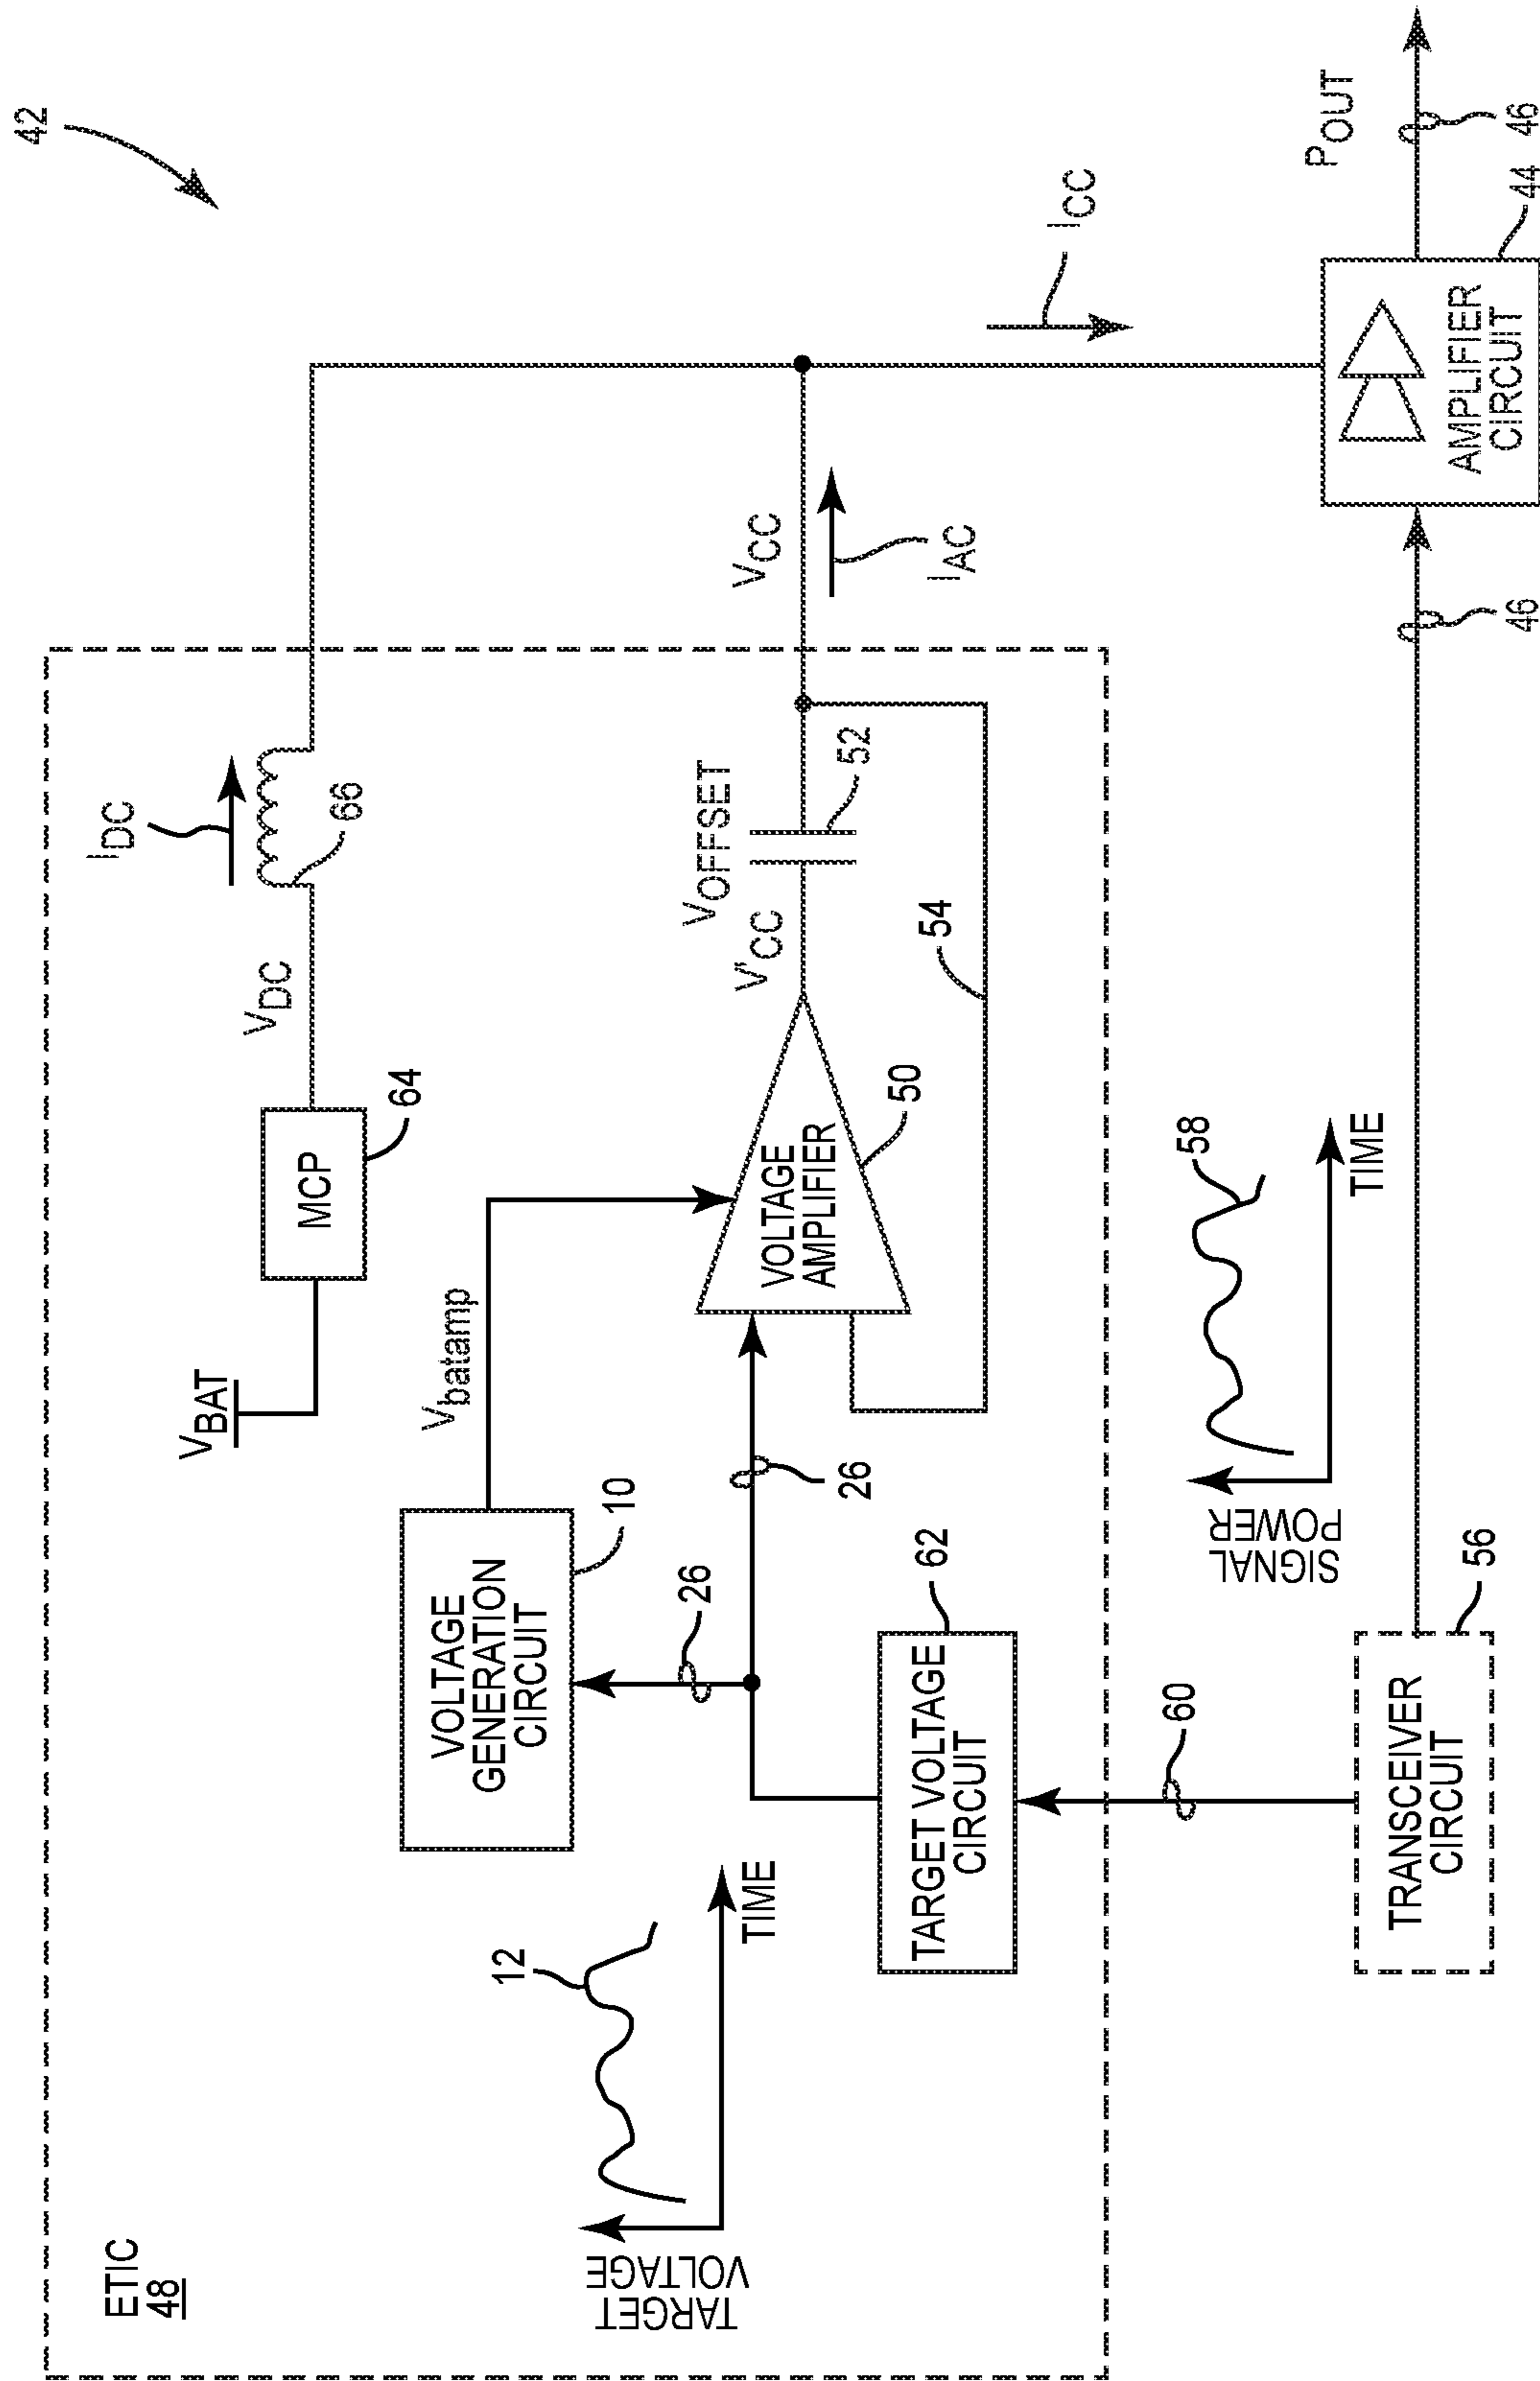 42
ETIC
48
VBAT
MCP
64
VDC
IDC
66
VOLTAGE
GENERATION
CIRCUIT
10
Vbatamp
12
TARGET
VOLTAGE
TIME
26
26
VOLTAGE
AMPLIFIER
50
V'CC
VOFFSET
52
54
VCC
IAC
ICC
TARGET VOLTAGE
CIRCUIT
62
60
TRANSCEIVER
CIRCUIT
56
SIGNAL
POWER
58
TIME
46
AMPLIFIER
CIRCUIT
44
POUT
46